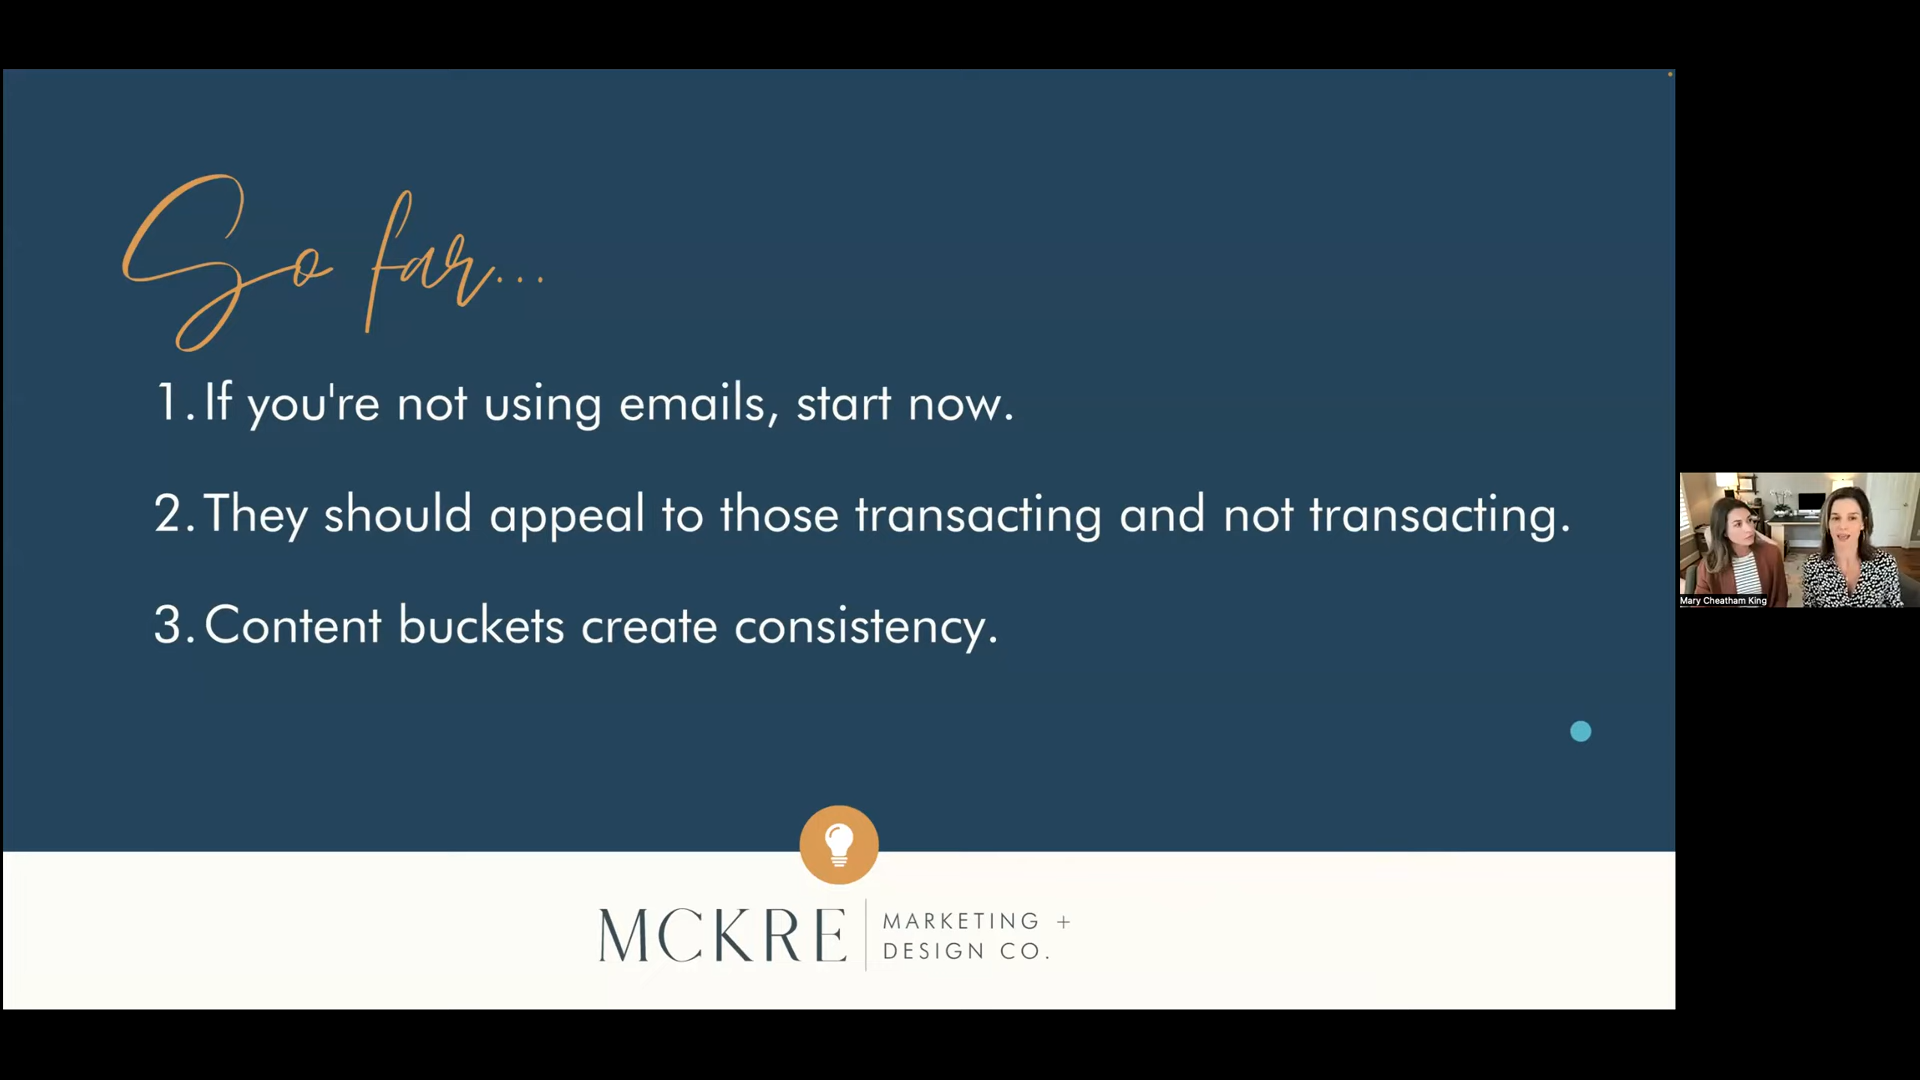 So far...
1. If you're not using emails, start now.
2. They should appeal to those transacting and not transacting.
3. Content buckets create consistency.
Mary Cheatham King
MCKRE
MARKETING +
DESIGN CO.